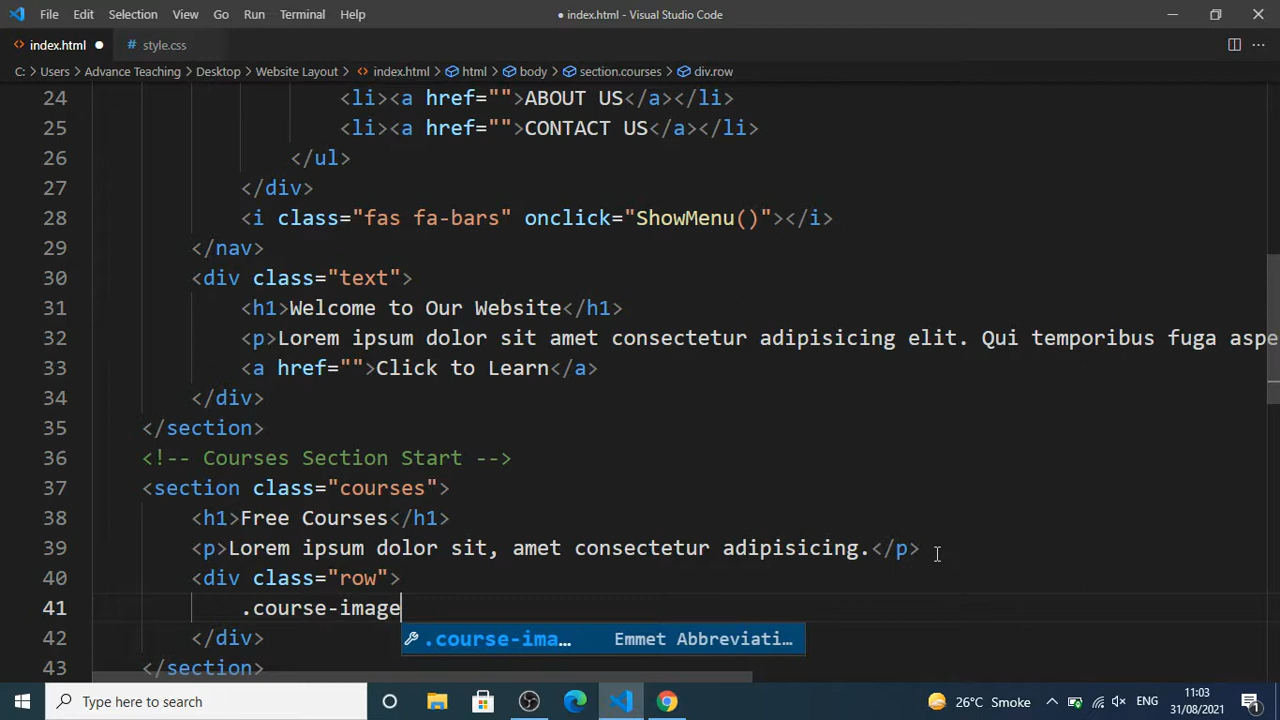 File Edit Selection View Go Run Terminal Help ● index.html - Visual Studio Code
<> index.html ● # style.css
C: > Users > Advance Teaching > Desktop > Website Layout > <> index.html > html > body > section.courses > div.row
24 <li><a href="">ABOUT US</a></li>
25 <li><a href="">CONTACT US</a></li>
26 </ul>
27 </div>
28 <i class="fas fa-bars" onclick="ShowMenu()"></i>
29 </nav>
30 <div class="text">
31 <h1>Welcome to Our Website</h1>
32 <p>Lorem ipsum dolor sit amet consectetur adipisicing elit. Qui temporibus fuga aspe
33 <a href="">Click to Learn</a>
34 </div>
35 </section>
36 <!-- Courses Section Start -->
37 <section class="courses">
38 <h1>Free Courses</h1>
39 <p>Lorem ipsum dolor sit, amet consectetur adipisicing.</p>
40 <div class="row">
41 .course-image
42 </div>
.course-ima… Emmet Abbreviati…
43 </section>
Type here to search 26°C Smoke ENG 11:03
31/08/2021 1